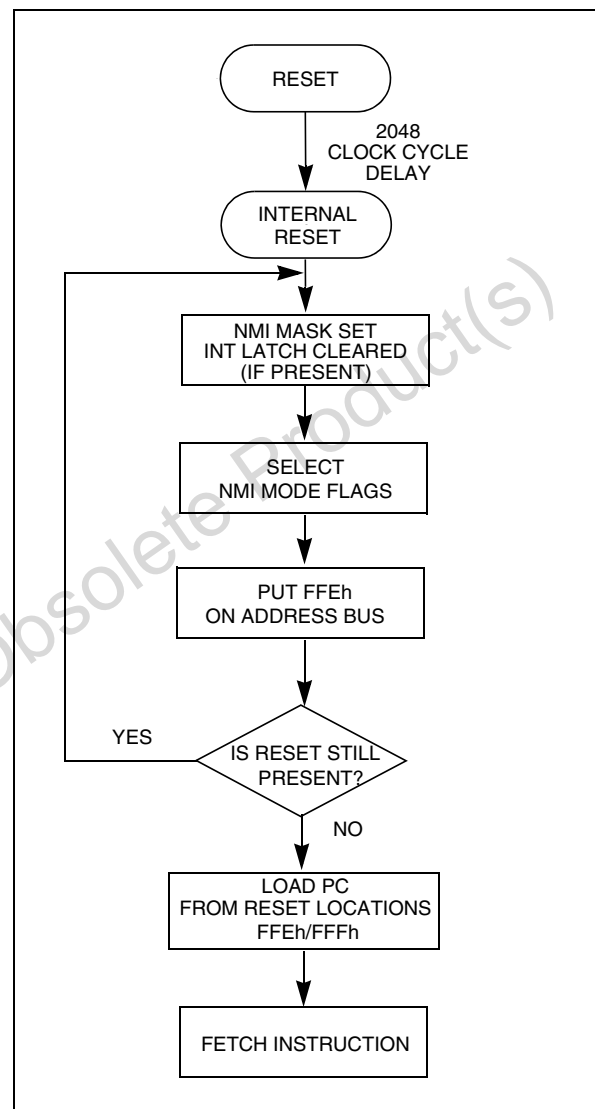 RESET
2048
CLOCK CYCLE
DELAY
INTERNAL
RESET
NMI MASK SET
INT LATCH CLEARED
(IF PRESENT)
SELECT
NMI MODE FLAGS
PUT FFEh
ON ADDRESS BUS
YES
IS RESET STILL
PRESENT?
NO
LOAD PC
FROM RESET LOCATIONS
FFEh/FFFh
FETCH INSTRUCTION
Obsolete Product(s)